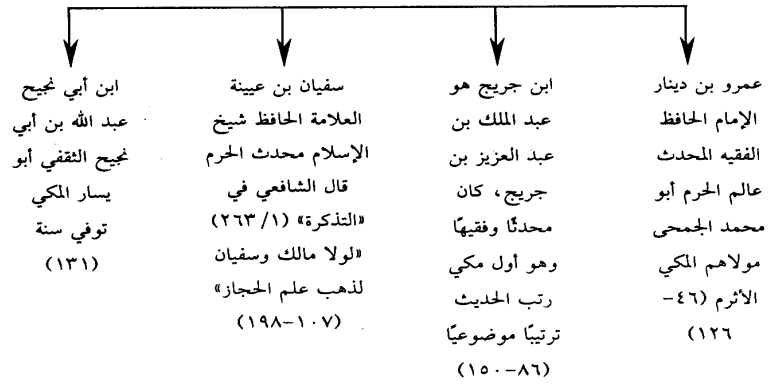 عمرو بن دينار
الإمام الحافظ
الفقيه المحدث
عالم الحرم أبو
محمد الجمحى
مولاهم المكي
الأثرم (٤٦-
١٢٦)
ابن جريج هو
عبد الملك بن
عبد العزيز بن
جريج، كان
محدثًا وفقيهًا
وهو أول مكي
رتب الحديث
ترتيبًا موضوعيًا
(٨٦-١٥٠)
سفيان بن عيينة
العلامة الحافظ شيخ
الإسلام محدث الحرم
قال الشافعي في
«التذكرة» (١/ ٢٦٣)
«لولا مالك وسفيان
لذهب علم الحجاز»
(١٠٧-١٩٨)
ابن أبي نجيح
عبد الله بن أبي
نجيح الثقفي أبو
يسار المكي
توفي سنة
(١٣١)